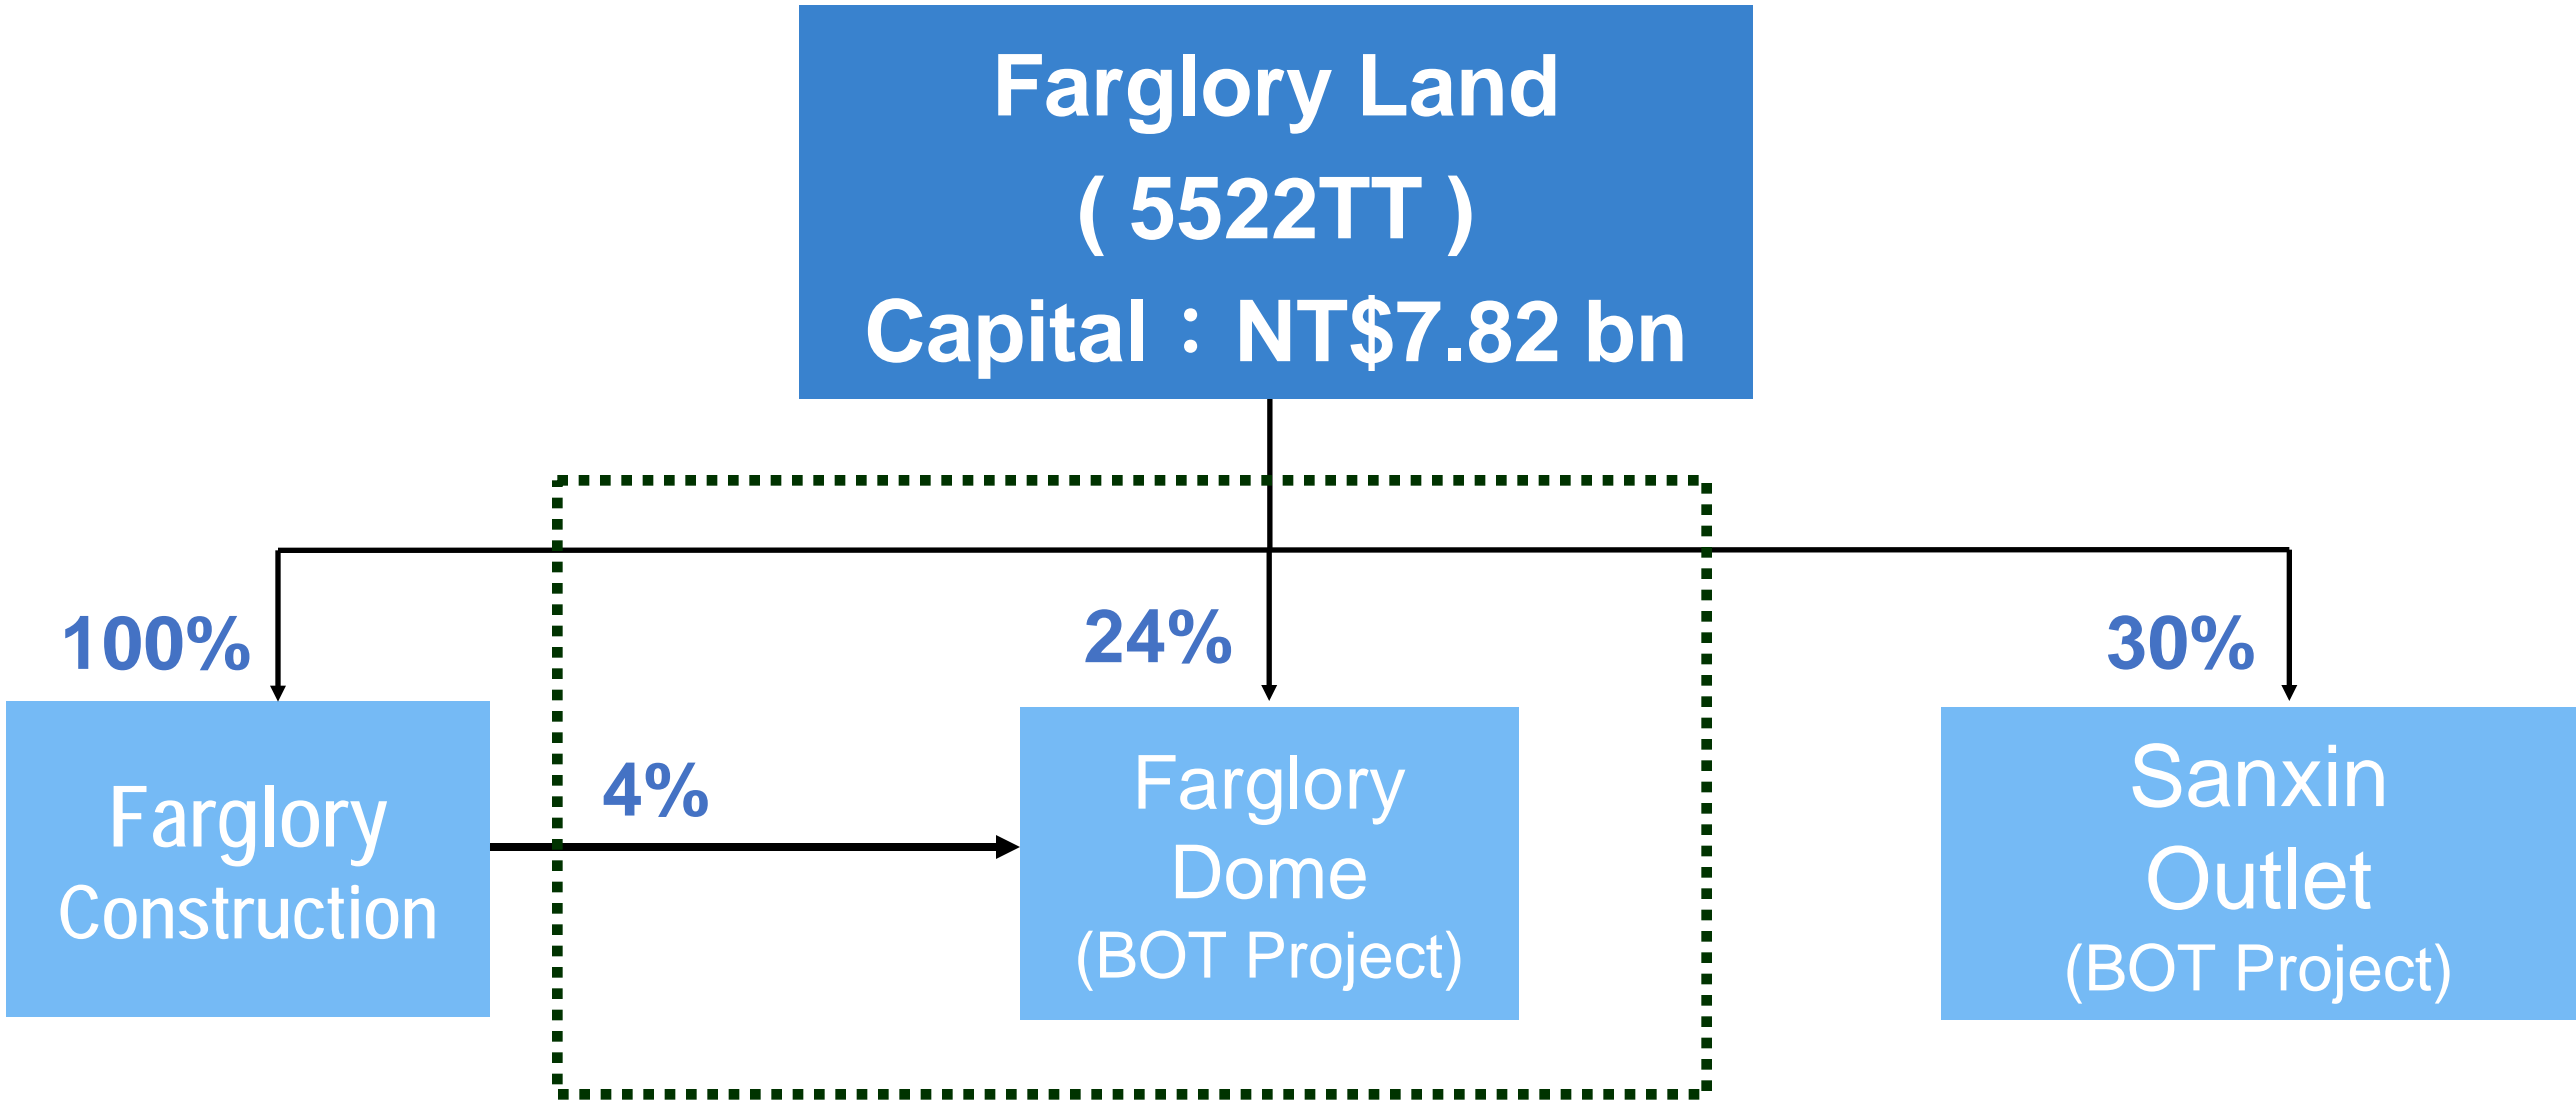 Farglory Land
( 5522TT )
Capital：NT$7.82 bn
100%
24%
30%
4%
Farglory
Construction
Farglory
Dome
(BOT Project)
Sanxin
Outlet
(BOT Project)